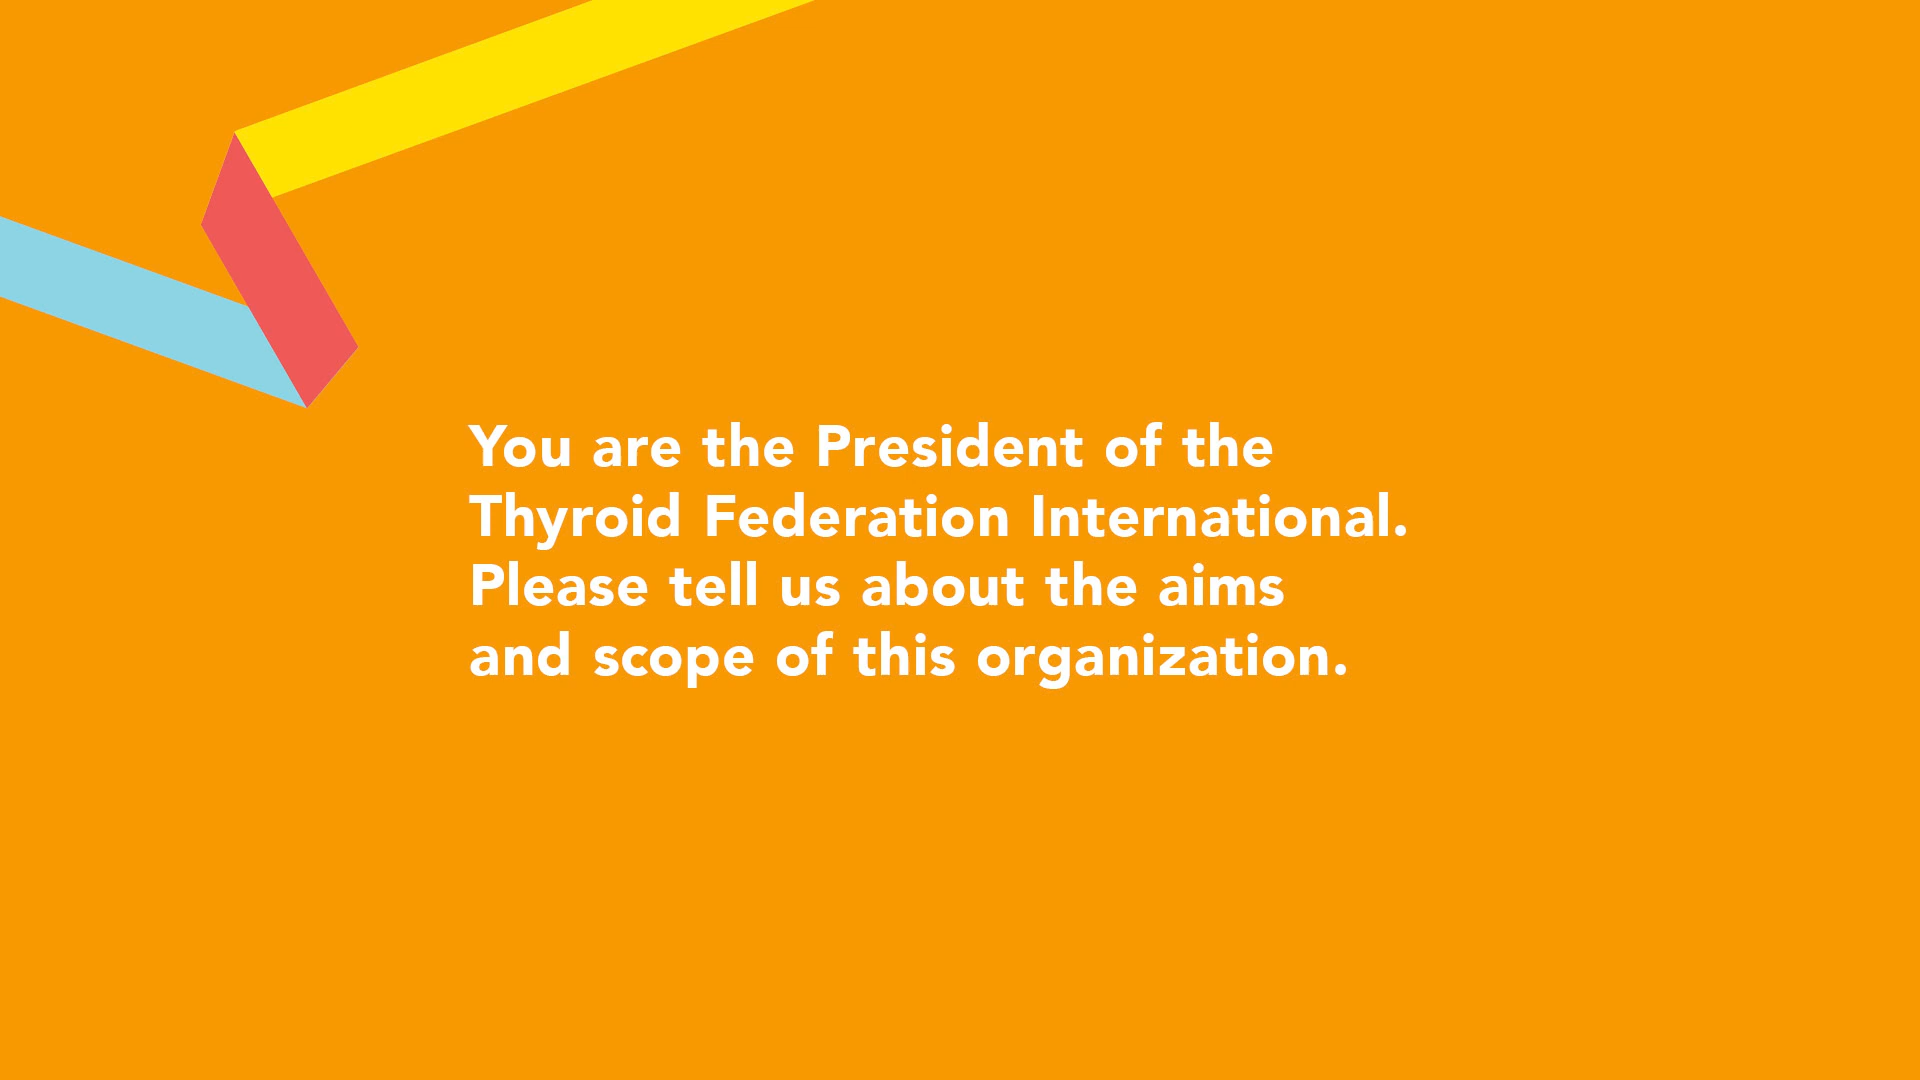 You are the President of the
Thyroid Federation International.
Please tell us about the aims
and scope of this organization.